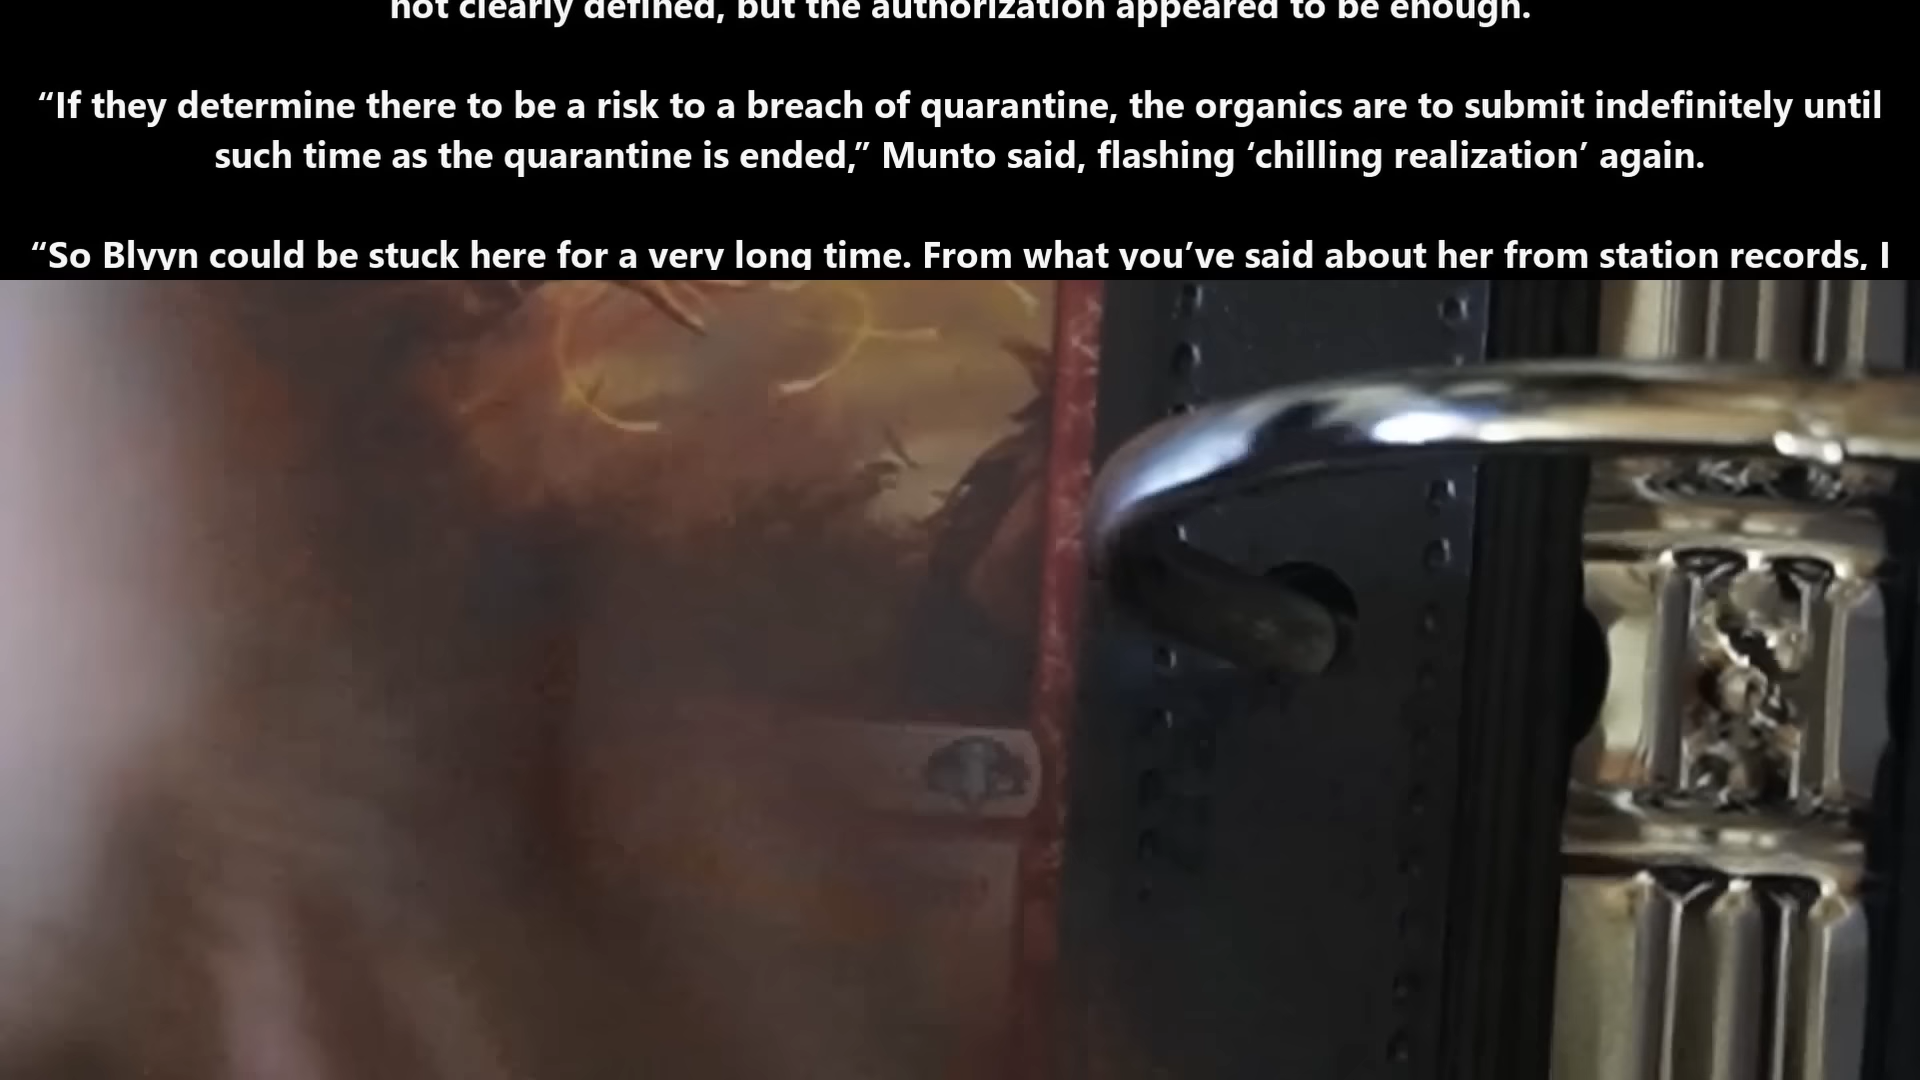 not clearly defined, but the authorization appeared to be enough.
“If they determine there to be a risk to a breach of quarantine, the organics are to submit indefinitely until
such time as the quarantine is ended,” Munto said, flashing ‘chilling realization’ again.
“So Blyyn could be stuck here for a very long time. From what you’ve said about her from station records, I